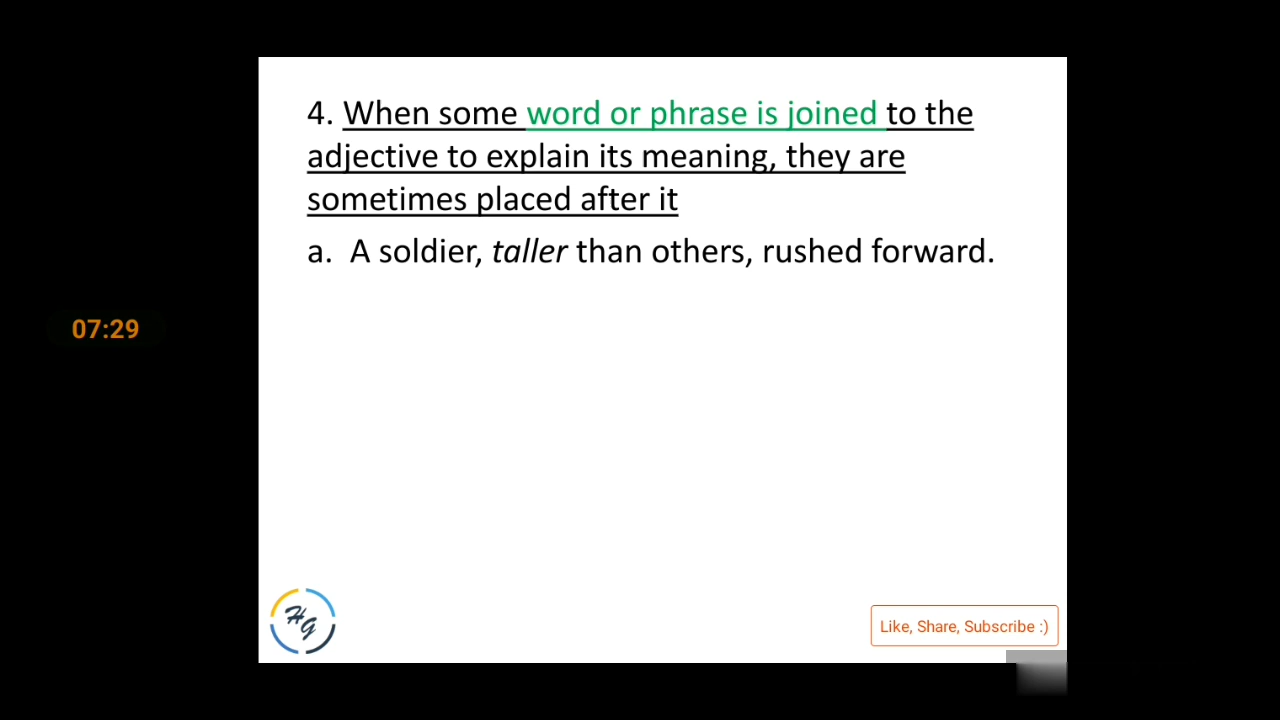 4. When some word or phrase is joined to the
adjective to explain its meaning, they are
sometimes placed after it
a. A soldier, taller than others, rushed forward.
07:29
HG
Like, Share, Subscribe :)